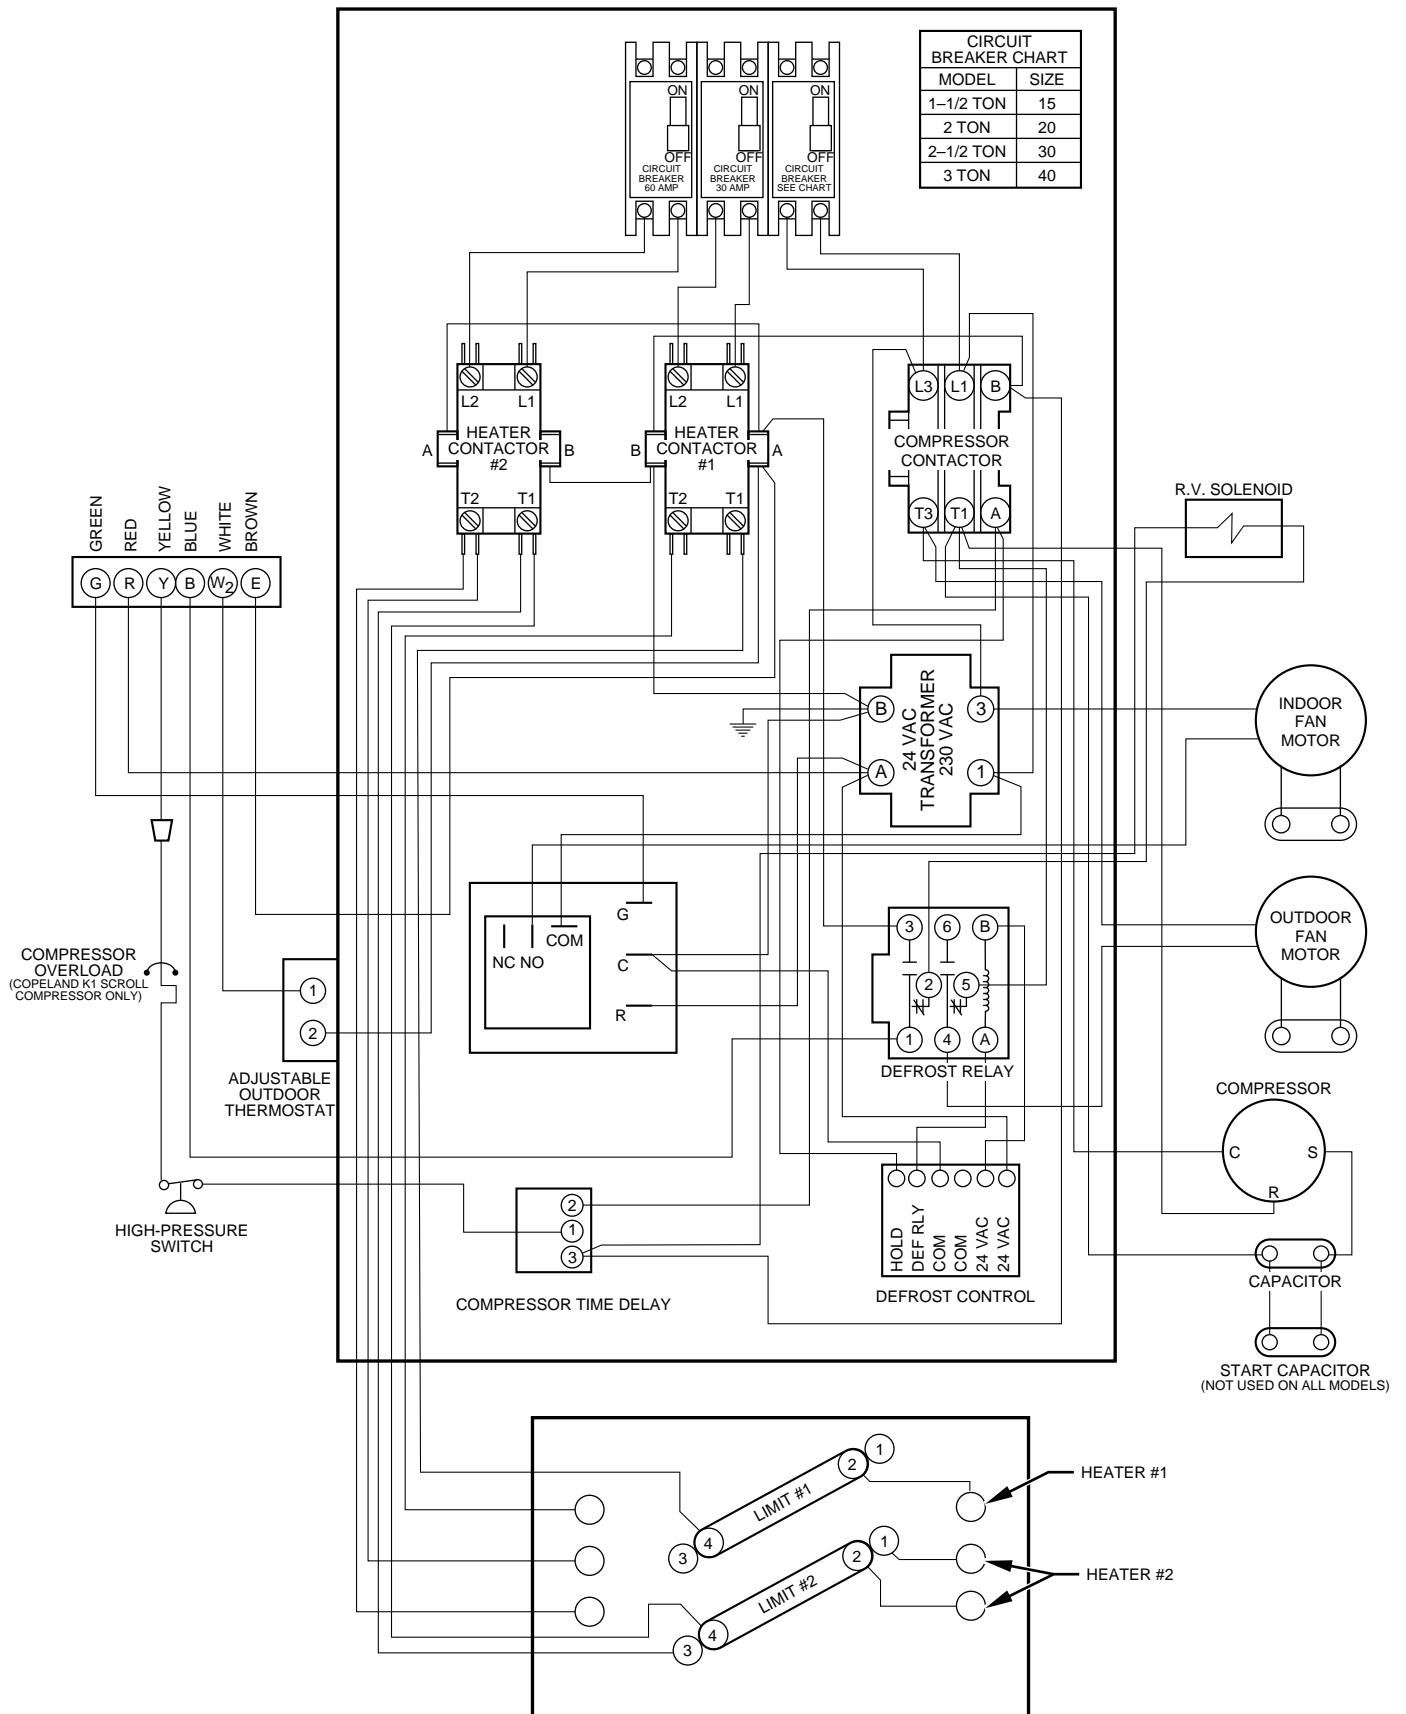 CIRCUIT
BREAKER CHART
MODEL SIZE
1–1/2 TON 15
2 TON 20
2–1/2 TON 30
3 TON 40
ON ON ON
OFF OFF OFF
CIRCUIT
BREAKER
60 AMP
CIRCUIT
BREAKER
30 AMP
CIRCUIT
BREAKER
SEE CHART
L2 L1
A HEATER
CONTACTOR
#2 B
T2 T1
L2 L1
B HEATER
CONTACTOR
#1 A
T2 T1
L3 L1 B
COMPRESSOR
CONTACTOR
T3 T1 A
R.V. SOLENOID
GREEN
RED
YELLOW
BLUE
WHITE
BROWN
G R Y B W2 E
B 3
24 VAC
TRANSFORMER
230 VAC
A 1
INDOOR
FAN
MOTOR
OUTDOOR
FAN
MOTOR
G
COM
NC NO
C
R
3 6 B
2 5
1 4 A
DEFROST RELAY
COMPRESSOR
OVERLOAD
(COPELAND K1 SCROLL
COMPRESSOR ONLY)
1
2
ADJUSTABLE
OUTDOOR
THERMOSTAT
COMPRESSOR
C S
R
HIGH-PRESSURE
SWITCH
2
1
3
COMPRESSOR TIME DELAY
HOLD
DEF RLY
COM
COM
24 VAC
24 VAC
DEFROST CONTROL
CAPACITOR
START CAPACITOR
(NOT USED ON ALL MODELS)
1
2
LIMIT #1
4
3
HEATER #1
1
2
LIMIT #2
4
3
HEATER #2